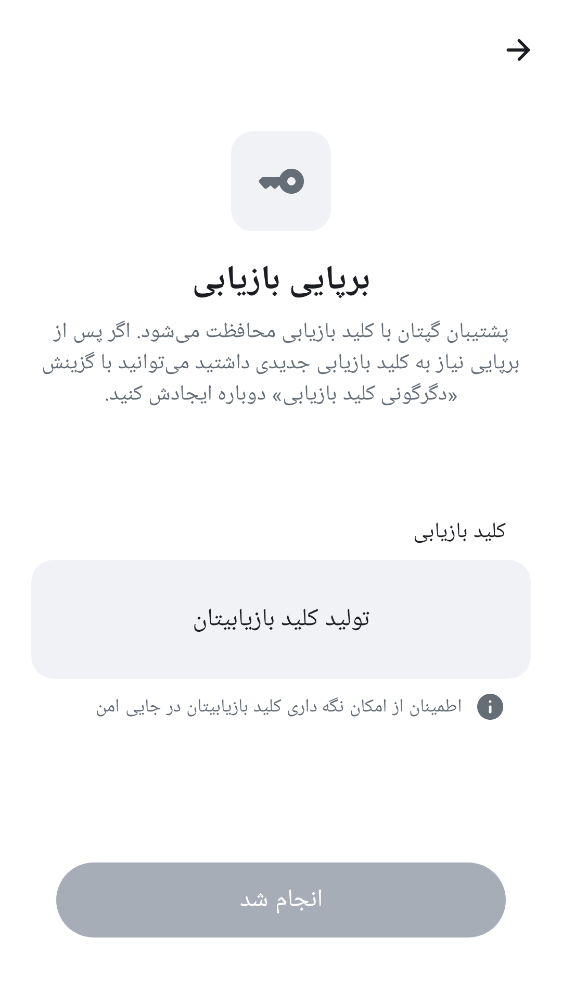 برپایی بازیابی
پشتیبان گپتان با کلید بازیابی محافظت می‌شود. اگر پس از
برپایی نیاز به کلید بازیابی جدیدی داشتید می‌توانید با گزینش
«دگرگونی کلید بازیابی» دوباره ایجادش کنید.
کلید بازیابی
تولید کلید بازیابیتان
اطمینان از امکان نگه داری کلید بازیابیتان در جایی امن
انجام شد